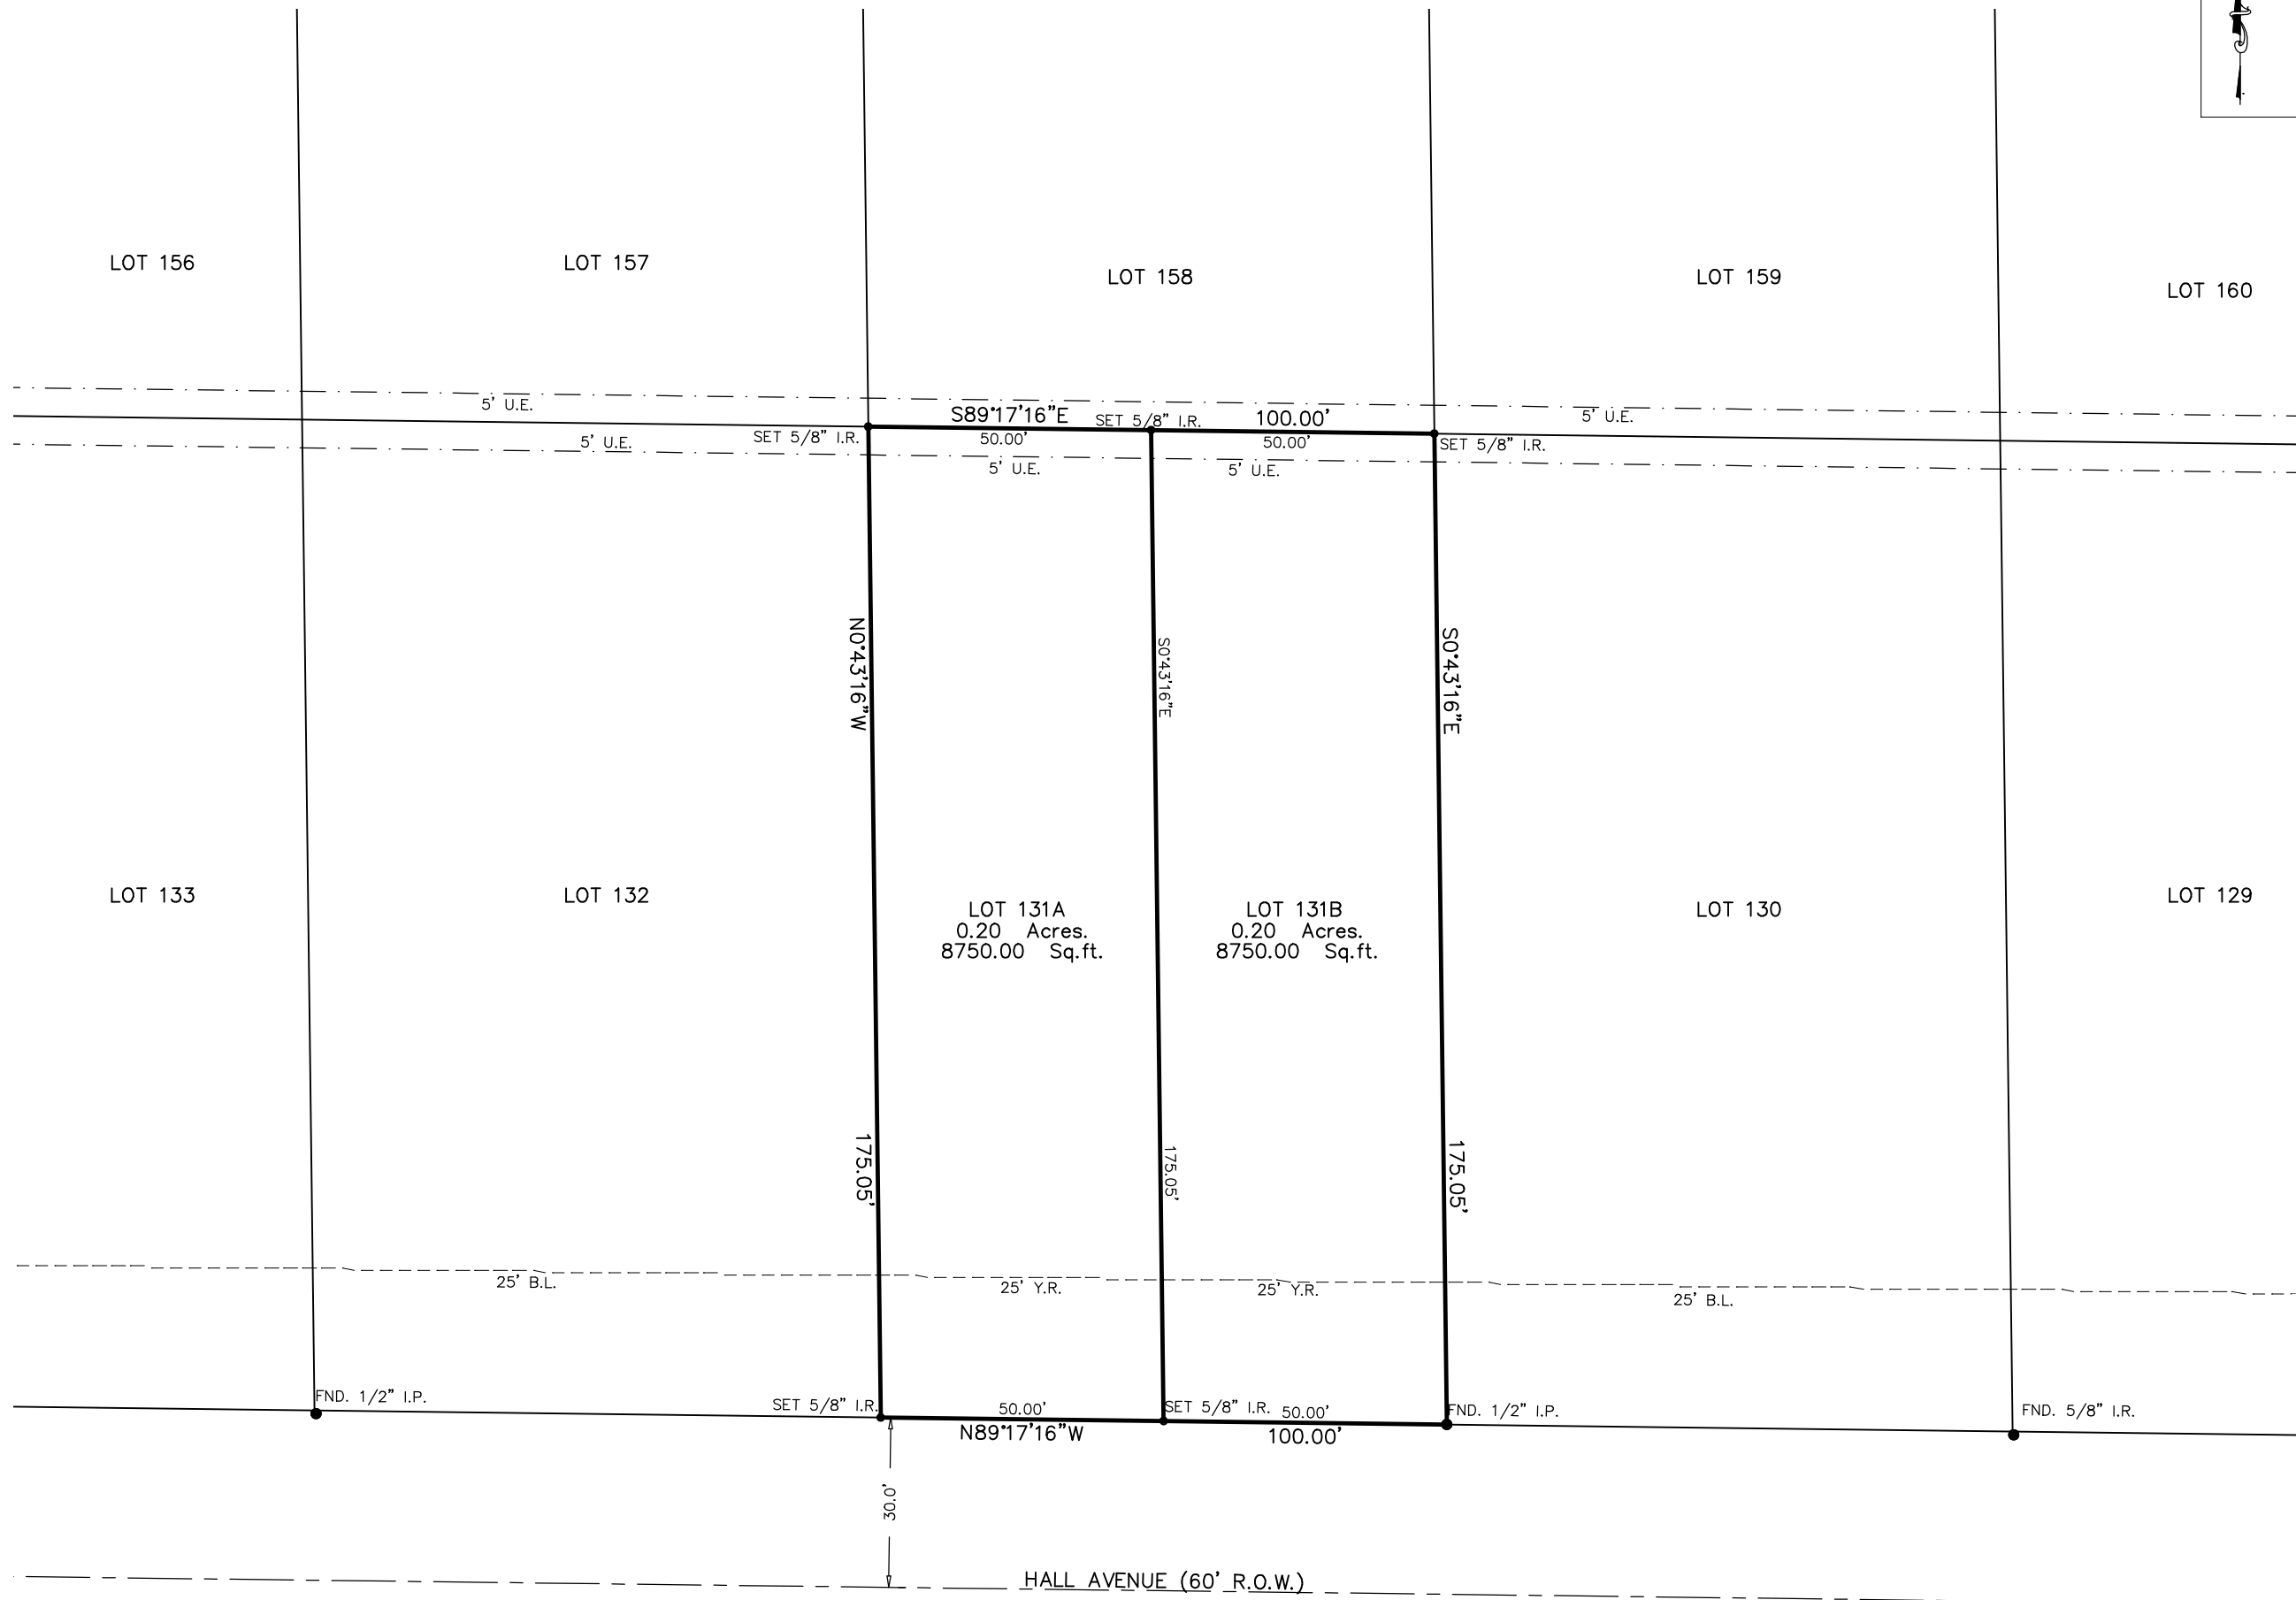 LOT 156
LOT 157
LOT 158
LOT 159
LOT 160
5' U.E.
S89°17'16"E
SET 5/8" I.R.
100.00'
5' U.E.
5' U.E.
SET 5/8" I.R.
50.00'
50.00'
SET 5/8" I.R.
5' U.E.
5' U.E.
N0°43'16"W
S0°43'16"E
S0°43'16"E
LOT 133
LOT 132
LOT 131A
0.20 Acres.
8750.00 Sq.ft.
LOT 131B
0.20 Acres.
8750.00 Sq.ft.
LOT 130
LOT 129
175.05'
175.05'
175.05'
25' B.L.
25' Y.R.
25' Y.R.
25' B.L.
FND. 1/2" I.P.
SET 5/8" I.R.
50.00'
SET 5/8" I.R.
50.00'
FND. 1/2" I.P.
FND. 5/8" I.R.
N89°17'16"W
100.00'
30.0'
HALL AVENUE (60' R.O.W.)